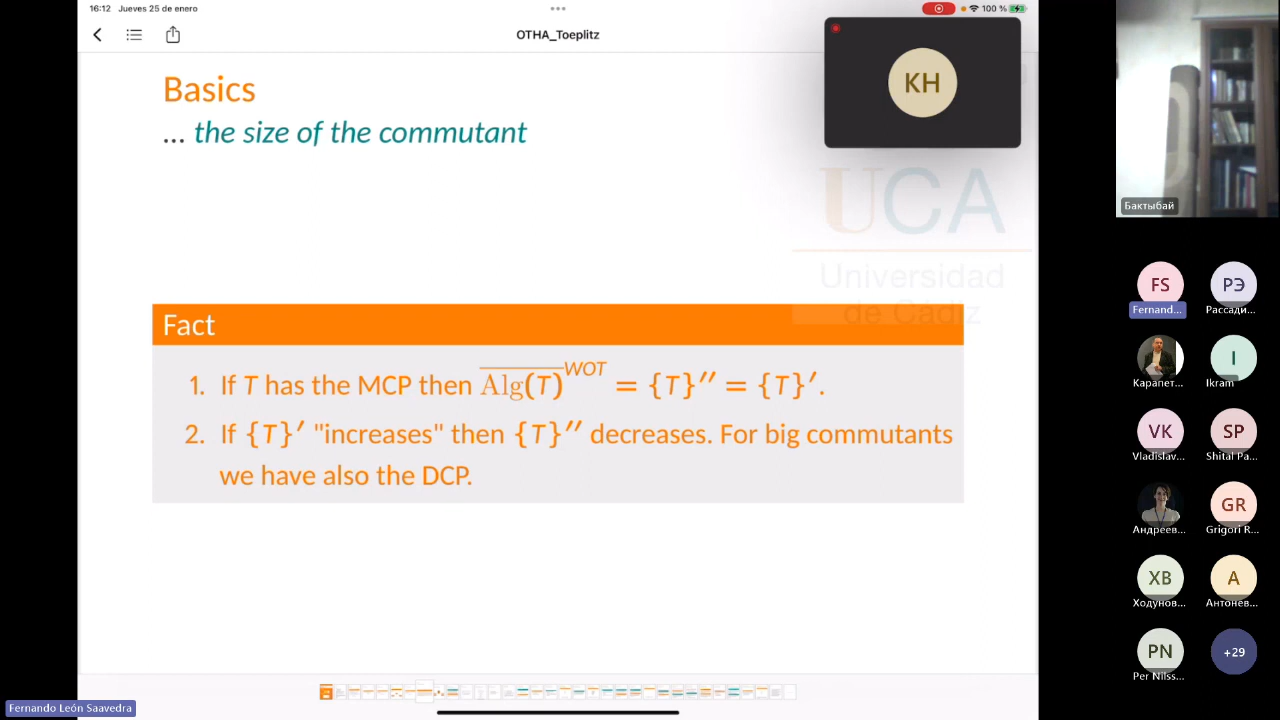 16:12 Jueves 25 de enero
100 %
OTHA_Toeplitz
KH
Basics
... the size of the commutant
UCA
Universidad
de Cádiz
Fact
1. If T has the MCP then \overline{Alg(T)}^{WOT} = {T}′′ = {T}′.
2. If {T}′ "increases" then {T}′′ decreases. For big commutants
we have also the DCP.
Бактыбай
FS
РЭ
Fernand...
Рассади...
I
Карапет...
Ikram
VK
SP
Vladislav...
Shital Pa...
GR
Андреев...
Grigori R...
ХВ
А
Ходунов...
Антонев...
PN
+29
Per Nilss...
Fernando León Saavedra